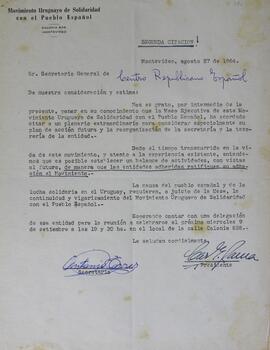 Movimiento Uruguayo de Solidaridad
con el Pueblo Español
MONTEVIDEO
SEGUNDA CITACION!
Montevideo, agosto 27 de 1964.
Sr. Secretario General de Centro Republicano Español
De nuestra consideración y estima:
Nos es grato, por intermedio de la
presente, poner en su conocimiento que la Mesa Ejecutiva de este Mo-
vimiento Uruguayo de Solidaridad con el Pueblo Español, ha acordado
citar a un plenario extraordinario para considerar especialmente su
plan de acción futura y la reorganización de la secretaría y la teso-
rería de la entidad.
Dado el tiempo transcurrido en la
vida de este movimiento, y atento a la experiencia existente, entende-
mos que es posible establecer un balance de actividades, con vistas
al futuro, de manera que las entidades adheridas ratifiquen su adhe-
sión al Movimiento.
La causa del pueblo español y de la
lucha solidaria en el Uruguay, requieren, a juicio de la Mesa, la
continuidad y vigorización del Movimiento Uruguayo de Solidaridad
con el Pueblo Español.
Esperamos contar con una delegación
de esa entidad para la reunión a celebrarse el próximo miércoles 9
de setiembre a las 19 y 30 hs. en el local de la calle Colonia 892.
Le saludan cordialmente,
Secretario
Presidente